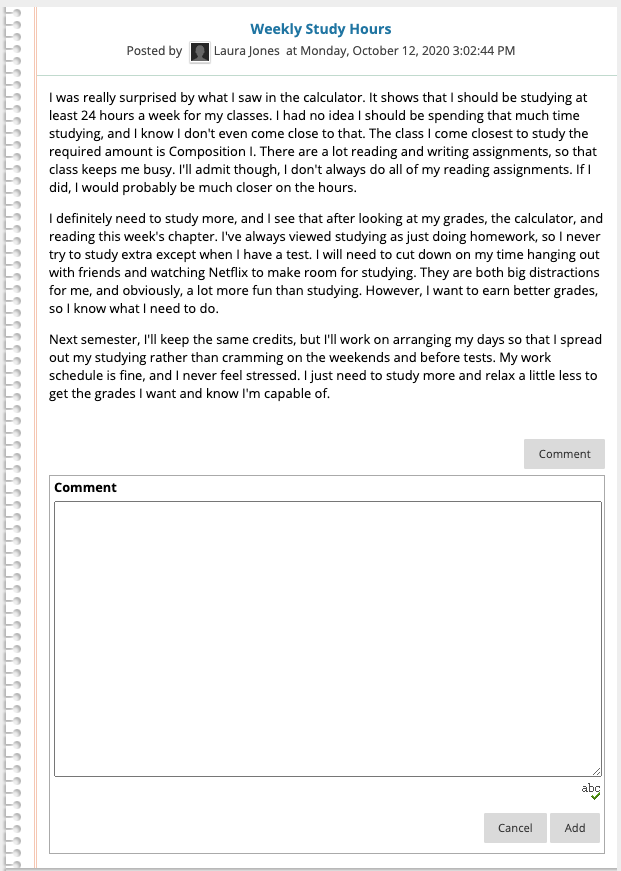 Weekly Study Hours
Posted by Laura Jones at Monday, October 12, 2020 3:02:44 PM
I was really surprised by what I saw in the calculator. It shows that I should be studying at
least 24 hours a week for my classes. I had no idea I should be spending that much time
studying, and I know I don't even come close to that. The class I come closest to study the
required amount is Composition I. There are a lot reading and writing assignments, so that
class keeps me busy. I'll admit though, I don't always do all of my reading assignments. If I
did, I would probably be much closer on the hours.
I definitely need to study more, and I see that after looking at my grades, the calculator, and
reading this week's chapter. I've always viewed studying as just doing homework, so I never
try to study extra except when I have a test. I will need to cut down on my time hanging out
with friends and watching Netflix to make room for studying. They are both big distractions
for me, and obviously, a lot more fun than studying. However, I want to earn better grades,
so I know what I need to do.
Next semester, I'll keep the same credits, but I'll work on arranging my days so that I spread
out my studying rather than cramming on the weekends and before tests. My work
schedule is fine, and I never feel stressed. I just need to study more and relax a little less to
get the grades I want and know I'm capable of.
Comment
Comment
abc
Cancel Add